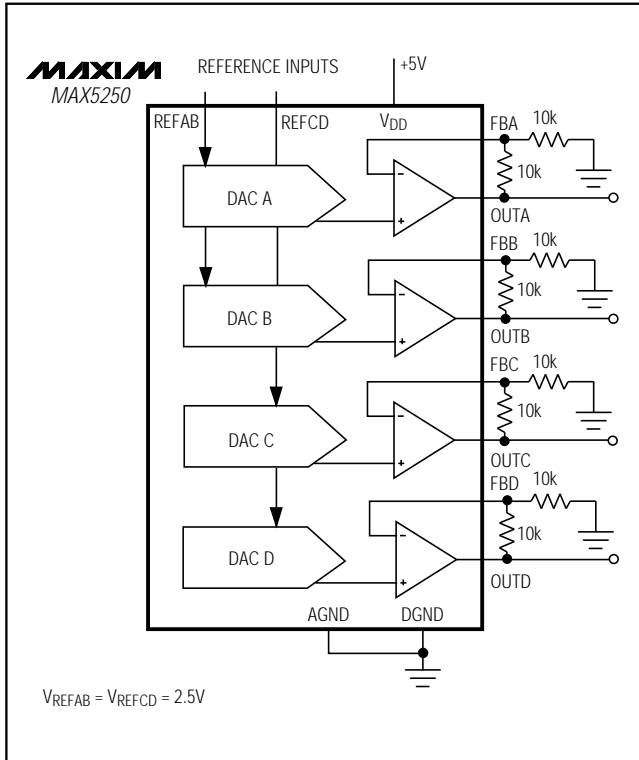 MAXIM
MAX5250
REFERENCE INPUTS
+5V
REFAB
REFCD
VDD
FBA
10k
10k
DAC A
OUTA
FBB
10k
10k
DAC B
OUTB
FBC
10k
10k
DAC C
OUTC
FBD
10k
10k
DAC D
OUTD
AGND
DGND
VREFAB = VREFCD = 2.5V